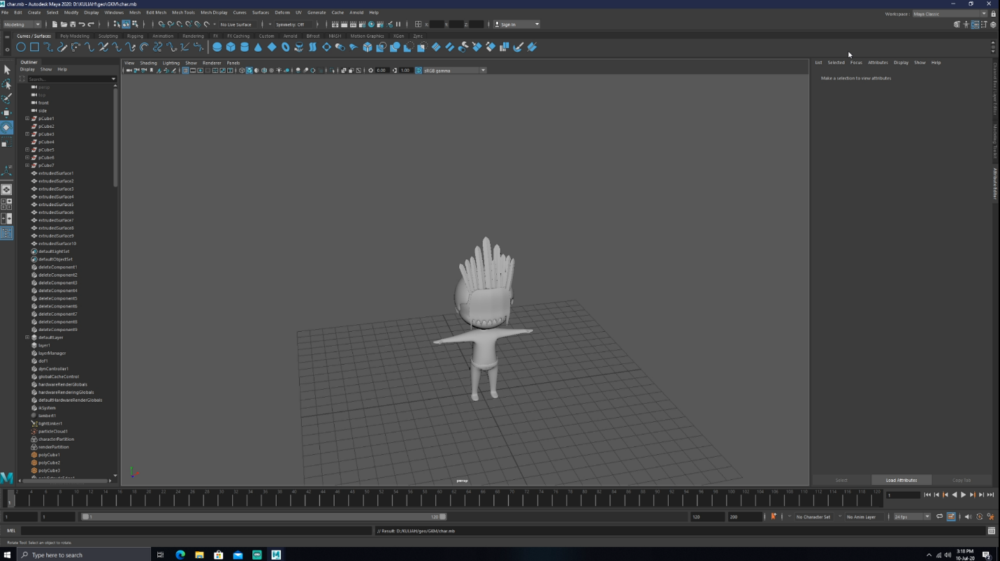 char.mb - Autodesk Maya 2020: D:\KULIAH\geo\GKM\char.mb
File Edit Create Select Modify Display Windows Mesh Edit Mesh Mesh Tools Mesh Display Curves Surfaces Deform UV Generate Cache Arnold Help
Workspace: Maya Classic
Modeling No Live Surface Symmetry: Off X: Y: Z: Sign In
Curves / Surfaces Poly Modeling Sculpting Rigging Animation Rendering FX FX Caching Custom Arnold Bifrost MASH Motion Graphics XGen Zync
Outliner
Display Show Help
Search...
View Shading Lighting Show Renderer Panels
0.00 1.00 sRGB gamma
List Selected Focus Attributes Display Show Help
Make a selection to view attributes
Channel Box / Layer Editor
Modeling Toolkit
Attribute Editor
persp
top
front
side
pCube1
pCube2
pCube3
pCube4
pCube5
pCube6
pCube7
extrudedSurface1
extrudedSurface2
extrudedSurface3
extrudedSurface4
extrudedSurface5
extrudedSurface6
extrudedSurface7
extrudedSurface8
extrudedSurface9
extrudedSurface10
defaultLightSet
defaultObjectSet
deleteComponent1
deleteComponent2
deleteComponent3
deleteComponent4
deleteComponent5
deleteComponent6
deleteComponent7
deleteComponent8
deleteComponent9
defaultLayer
layer1
layerManager
dof1
dynController1
globalCacheControl
hardwareRenderGlobals
hardwareRenderingGlobals
defaultHardwareRenderGlobals
ikSystem
lambert1
lightLinker1
particleCloud1
characterPartition
renderPartition
polyCube1
polyCube2
polyCube3
persp
Select Load Attributes Copy Tab
2 4 6 8 10 12 14 16 18 20 22 24 26 28 30 32 34 36 38 40 42 44 46 48 50 52 54 56 58 60 62 64 66 68 70 72 74 76 78 80 82 84 86 88 90 92 94 96 98 100 102 104 106 108 110 112 114 116 118 120
1 1
1 1 1 120 120 200 No Character Set No Anim Layer 24 fps
MEL // Result: D:/KULIAH/geo/GKM/char.mb
Rotate Tool: Select an object to rotate.
Type here to search
3:18 PM
10-Jul-20
2